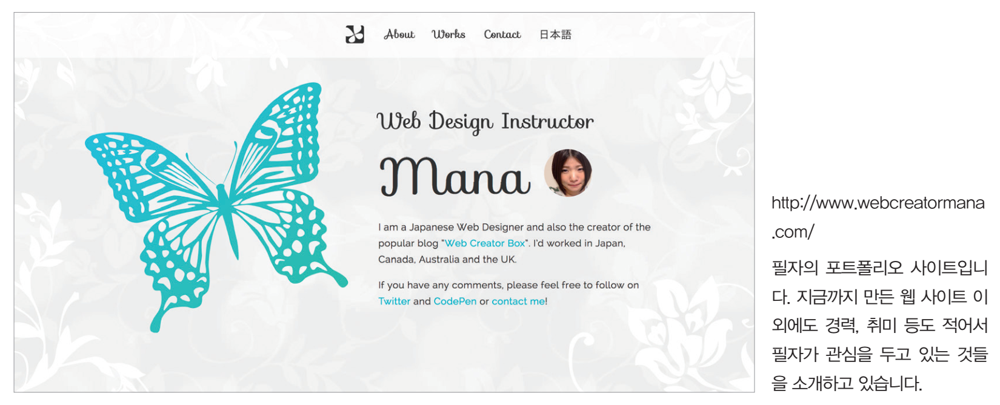 About Works Contact 日本語
Web Design Instructor
Mana
I am a Japanese Web Designer and also the creator of the
popular blog "Web Creator Box". I'd worked in Japan,
Canada, Australia and the UK.
If you have any comments, please feel free to follow on
Twitter and CodePen or contact me!
http://www.webcreatormana
.com/
필자의 포트폴리오 사이트입니
다. 지금까지 만든 웹 사이트 이
외에도 경력, 취미 등도 적어서
필자가 관심을 두고 있는 것들
을 소개하고 있습니다.